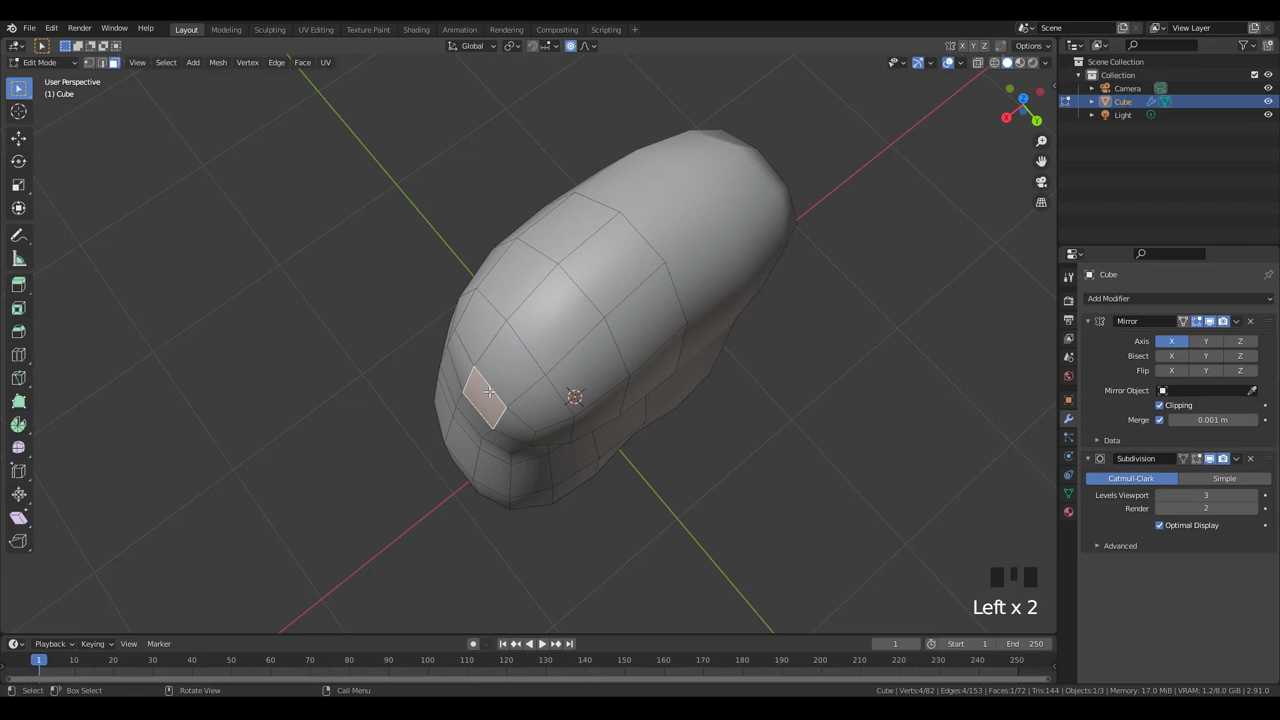 File Edit Render Window Help Layout Modeling Sculpting UV Editing Texture Paint Shading Animation Rendering Compositing Scripting + Scene View Layer
Global X Y Z Options
Edit Mode View Select Add Mesh Vertex Edge Face UV
User Perspective
(1) Cube
Z
X
Y
Scene Collection
Collection
Camera
Cube
Light
Cube
Add Modifier
Mirror
Axis X Y Z
Bisect X Y Z
Flip X Y Z
Mirror Object
Clipping
Merge 0.001 m
Data
Subdivision
Catmull-Clark Simple
Levels Viewport 3
Render 2
Optimal Display
Advanced
Left x 2
Playback Keying View Marker 1 Start 1 End 250
1 10 20 30 40 50 60 70 80 90 100 110 120 130 140 150 160 170 180 190 200 210 220 230 240 250
Select Box Select Rotate View Call Menu Cube | Verts:4/82 | Edges:4/153 | Faces:1/72 | Tris:144 | Objects:1/3 | Memory: 17.0 MiB | VRAM: 1.2/8.0 GiB | 2.91.0